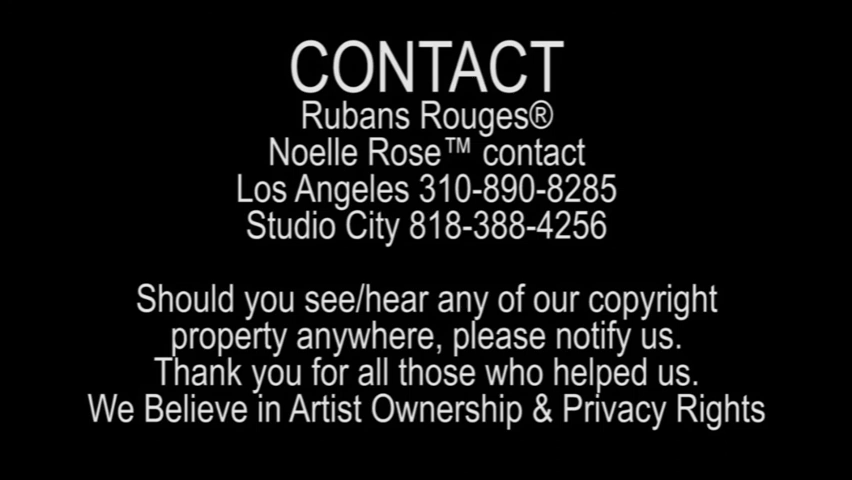 CONTACT
Rubans Rouges®
Noelle Rose™ contact
Los Angeles 310-890-8285
Studio City 818-388-4256
Should you see/hear any of our copyright
property anywhere, please notify us.
Thank you for all those who helped us.
We Believe in Artist Ownership & Privacy Rights